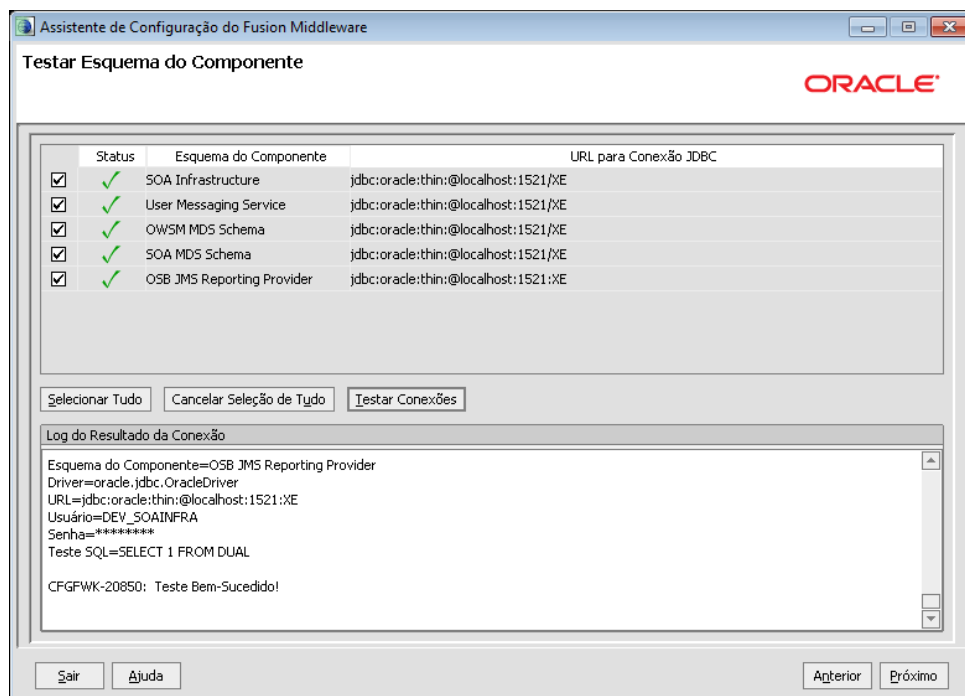 Assistente de Configuração do Fusion Middleware
Testar Esquema do Componente
ORACLE
Status Esquema do Componente URL para Conexão JDBC
SOA Infrastructure jdbc:oracle:thin:@localhost:1521/XE
User Messaging Service jdbc:oracle:thin:@localhost:1521/XE
OWSM MDS Schema jdbc:oracle:thin:@localhost:1521/XE
SOA MDS Schema jdbc:oracle:thin:@localhost:1521/XE
OSB JMS Reporting Provider jdbc:oracle:thin:@localhost:1521:XE
Selecionar Tudo Cancelar Seleção de Tudo Testar Conexões
Log do Resultado da Conexão
Esquema do Componente=OSB JMS Reporting Provider
Driver=oracle.jdbc.OracleDriver
URL=jdbc:oracle:thin:@localhost:1521:XE
Usuário=DEV_SOAINFRA
Senha=********
Teste SQL=SELECT 1 FROM DUAL
CFGFWK-20850: Teste Bem-Sucedido!
Sair Ajuda Anterior Próximo